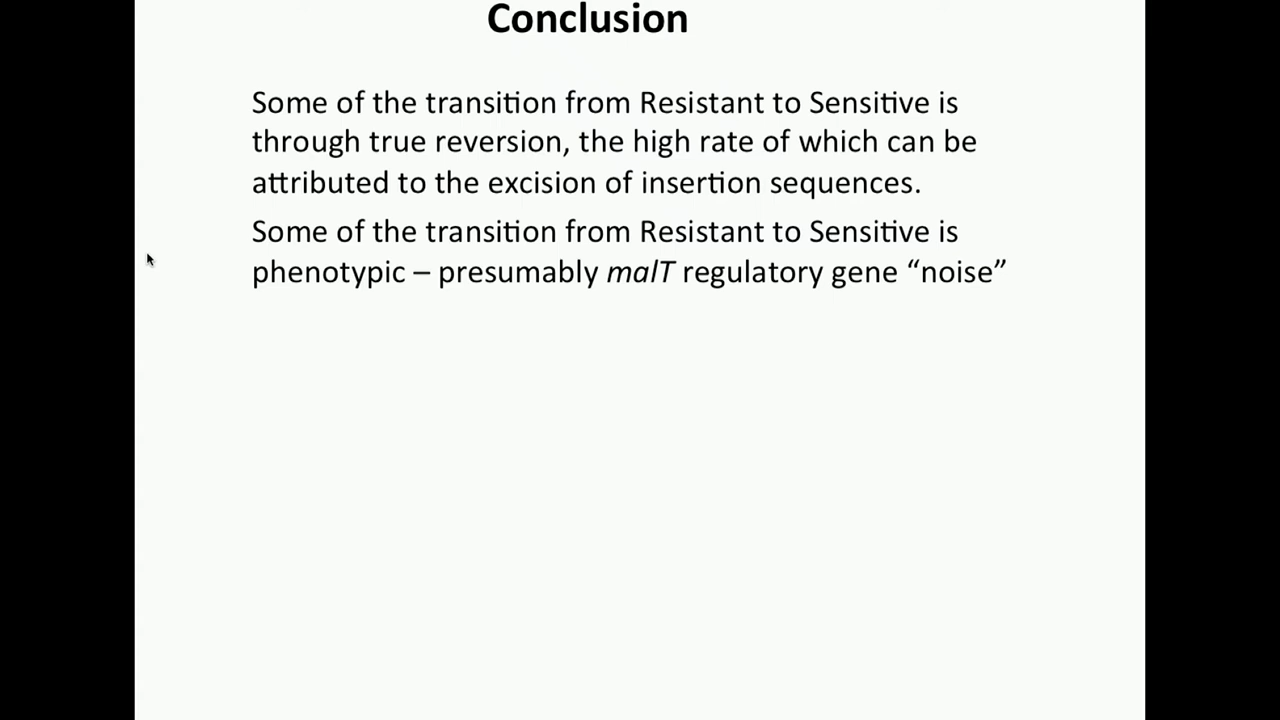 Conclusion
Some of the transition from Resistant to Sensitive is
through true reversion, the high rate of which can be
attributed to the excision of insertion sequences.
Some of the transition from Resistant to Sensitive is
phenotypic – presumably malT regulatory gene “noise”